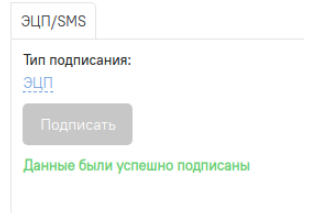 ЭЦП/SMS
Тип подписания:
ЭЦП
Подписать
Данные были успешно подписаны